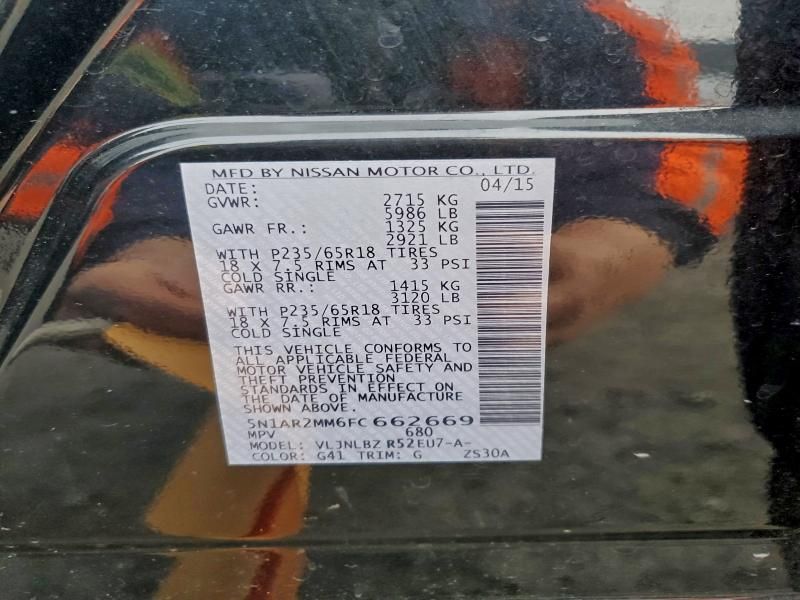 MFD BY NISSAN MOTOR CO., LTD.
DATE: 04/15
GVWR: 2715 KG
5986 LB
GAWR FR.: 1325 KG
2921 LB
WITH P235/65R18 TIRES
18 X 7.5 RIMS AT 33 PSI
COLD SINGLE
GAWR RR.: 1415 KG
3120 LB
WITH P235/65R18 TIRES
18 X 7.5 RIMS AT 33 PSI
COLD SINGLE
THIS VEHICLE CONFORMS TO
ALL APPLICABLE FEDERAL
MOTOR VEHICLE SAFETY AND
THEFT PREVENTION
STANDARDS IN EFFECT ON
THE DATE OF MANUFACTURE
SHOWN ABOVE.
5N1AR2MM6FC662669
MPV 680
MODEL: VLJNLBZ R52EU7-A-
COLOR: G41 TRIM: G ZS30A